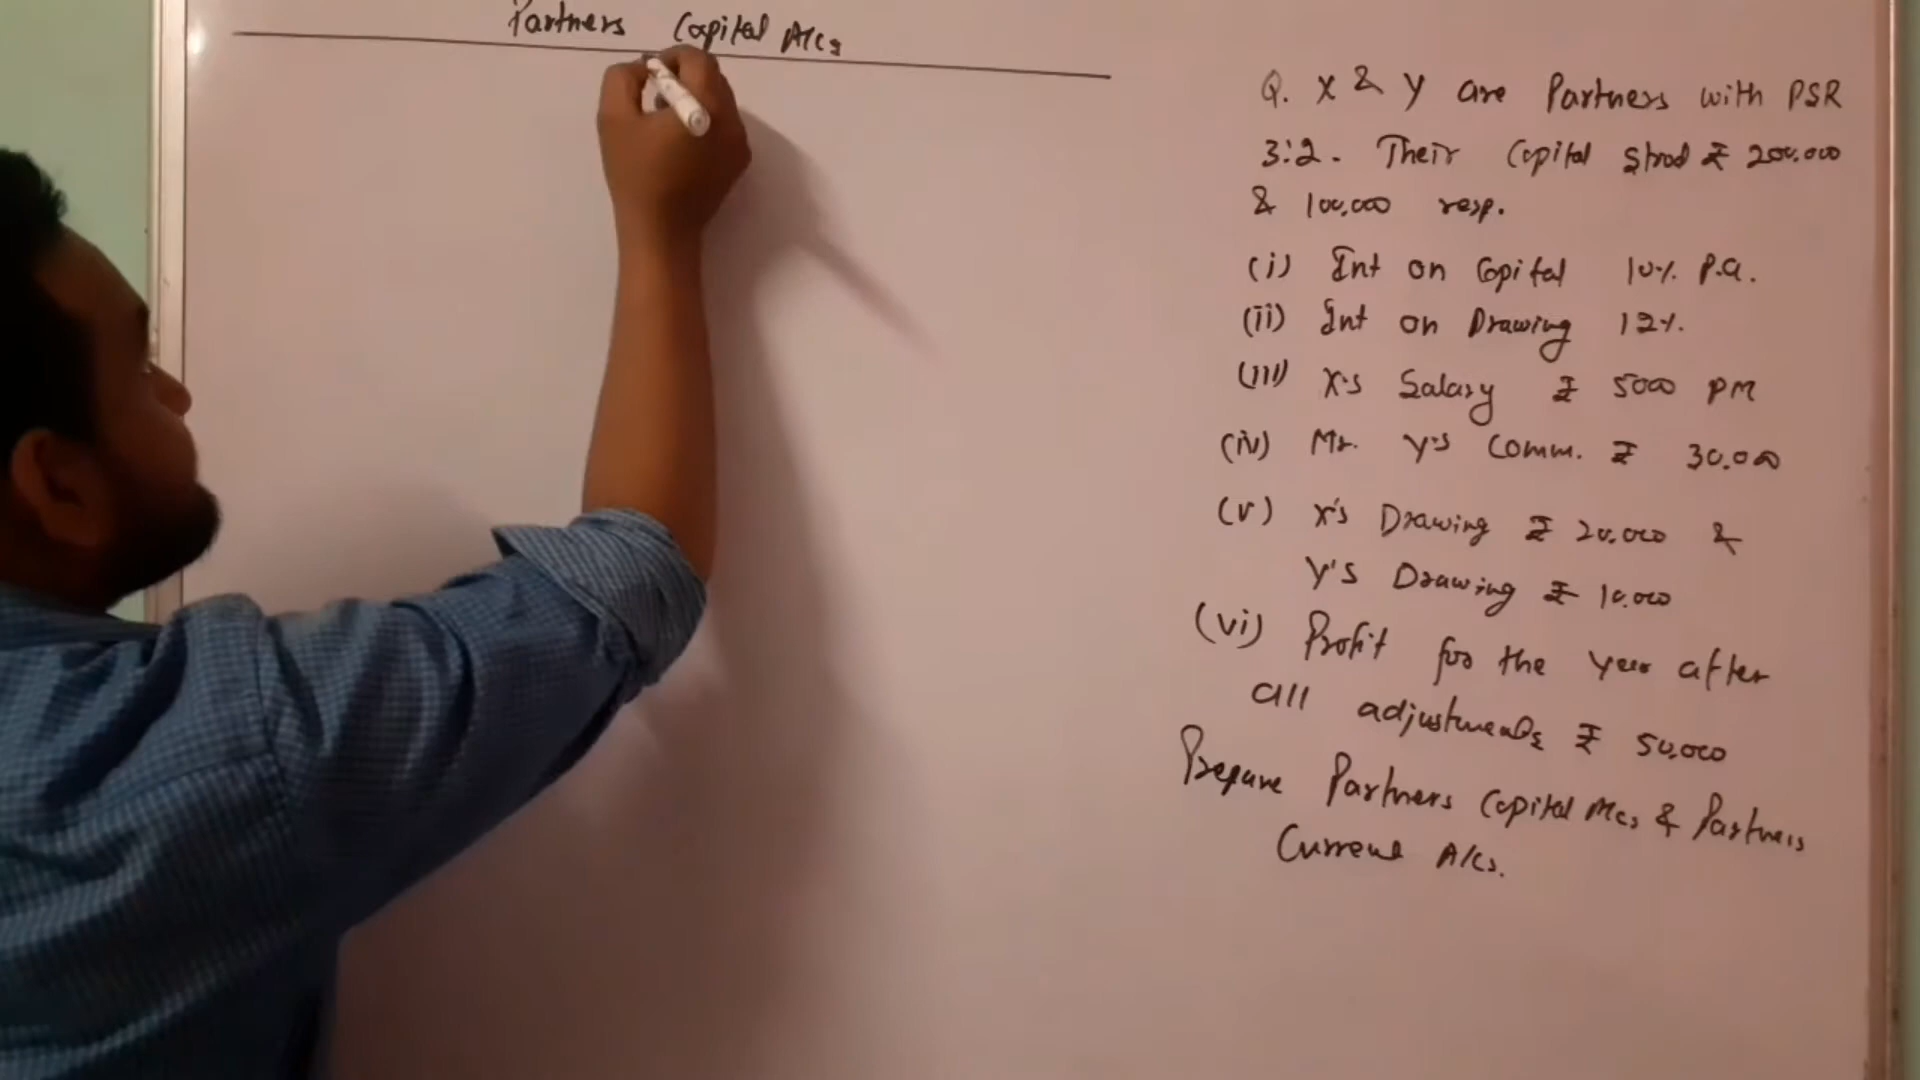 Partners Capital A/Cs
Q. X & Y are Partners with PSR
3:2. Their Capital stood ₹ 200,000
& 100,000 resp.
(i) Int on Capital 10% P.a.
(ii) Int on Drawing 12%.
(iii) X's Salary ₹ 5000 PM
(iv) Mr. Y's Comm. ₹ 30,000
(v) X's Drawing ₹ 20,000 &
Y's Drawing ₹ 10,000
(vi) Profit for the year after
all adjustments ₹ 50,000
Prepare Partners Capital A/Cs & Partners
Current A/Cs.